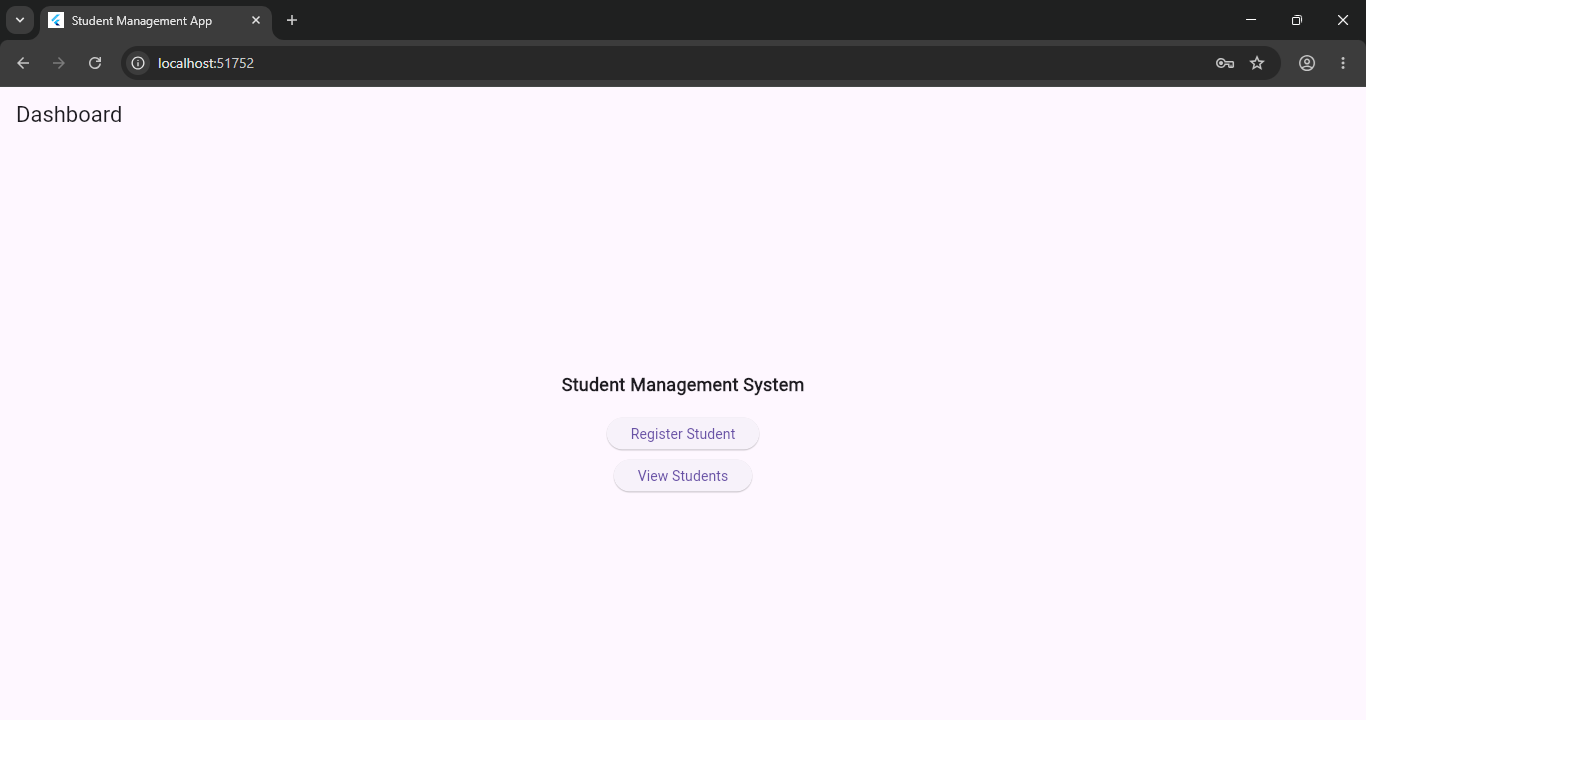 Student Management App
localhost:51752
Dashboard
Student Management System
Register Student
View Students